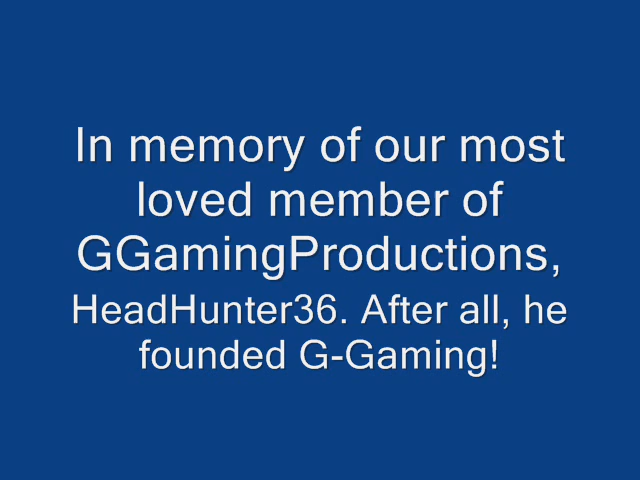 In memory of our most
loved member of
GGamingProductions,
HeadHunter36. After all, he
founded G-Gaming!